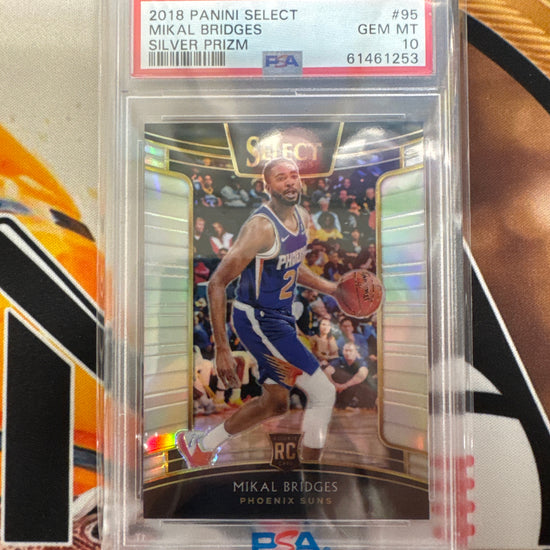 2018 PANINI SELECT #95
MIKAL BRIDGES GEM MT
SILVER PRIZM 10
PSA 61461253
SELECT
PHOENIX
2
RC
MIKAL BRIDGES
PHOENIX SUNS
PSA